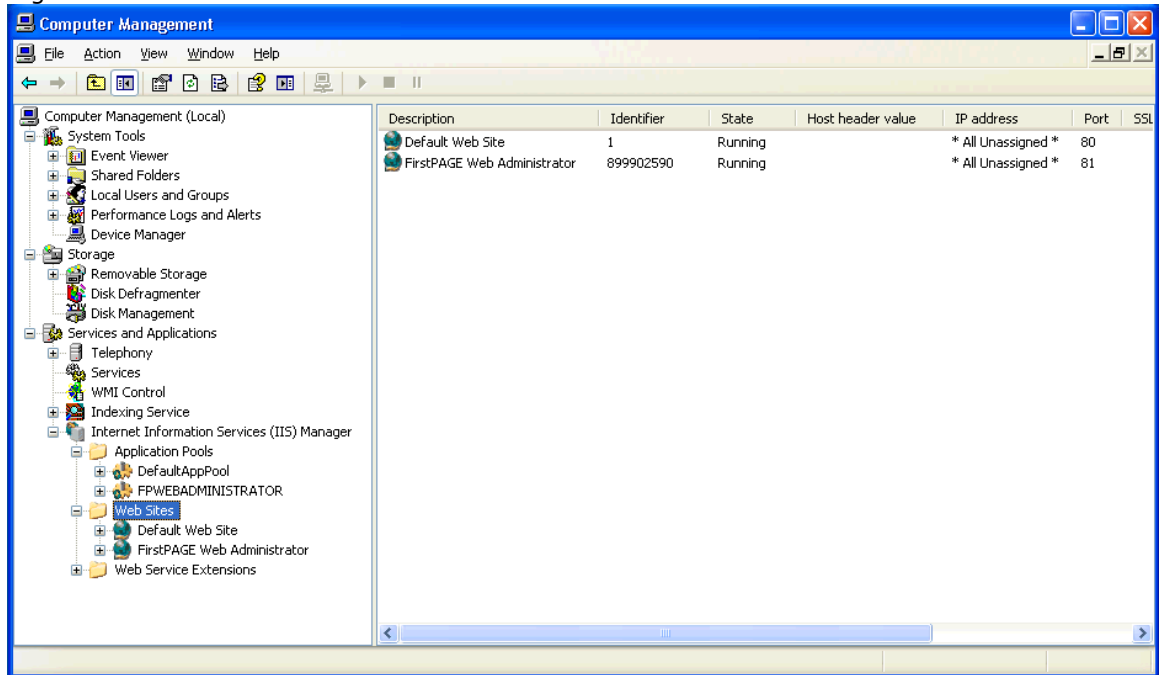 Computer Management
File Action View Window Help
Computer Management (Local)
System Tools
Event Viewer
Shared Folders
Local Users and Groups
Performance Logs and Alerts
Device Manager
Storage
Removable Storage
Disk Defragmenter
Disk Management
Services and Applications
Telephony
Services
WMI Control
Indexing Service
Internet Information Services (IIS) Manager
Application Pools
DefaultAppPool
FPWEBADMINISTRATOR
Web Sites
Default Web Site
FirstPAGE Web Administrator
Web Service Extensions
Description Identifier State Host header value IP address Port SSL
Default Web Site 1 Running * All Unassigned * 80
FirstPAGE Web Administrator 899902590 Running * All Unassigned * 81